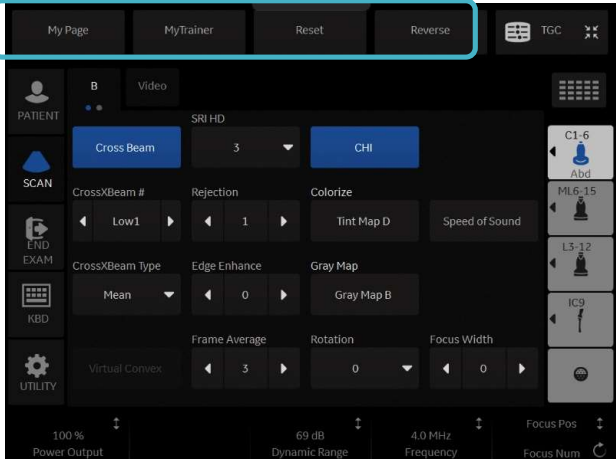 My Page MyTrainer Reset Reverse TGC
B Video
PATIENT
SRI HD
Cross Beam 3 CHI
C1-6
Abd
SCAN
CrossXBeam # Rejection Colorize
ML6-15
Low1 1 Tint Map D Speed of Sound
END
EXAM
L3-12
CrossXBeam Type Edge Enhance Gray Map
Mean 0 Gray Map B
IC9
KBD
Frame Average Rotation Focus Width
Virtual Convex 3 0 0
UTILITY
100 % 69 dB 4.0 MHz Focus Pos
Power Output Dynamic Range Frequency Focus Num